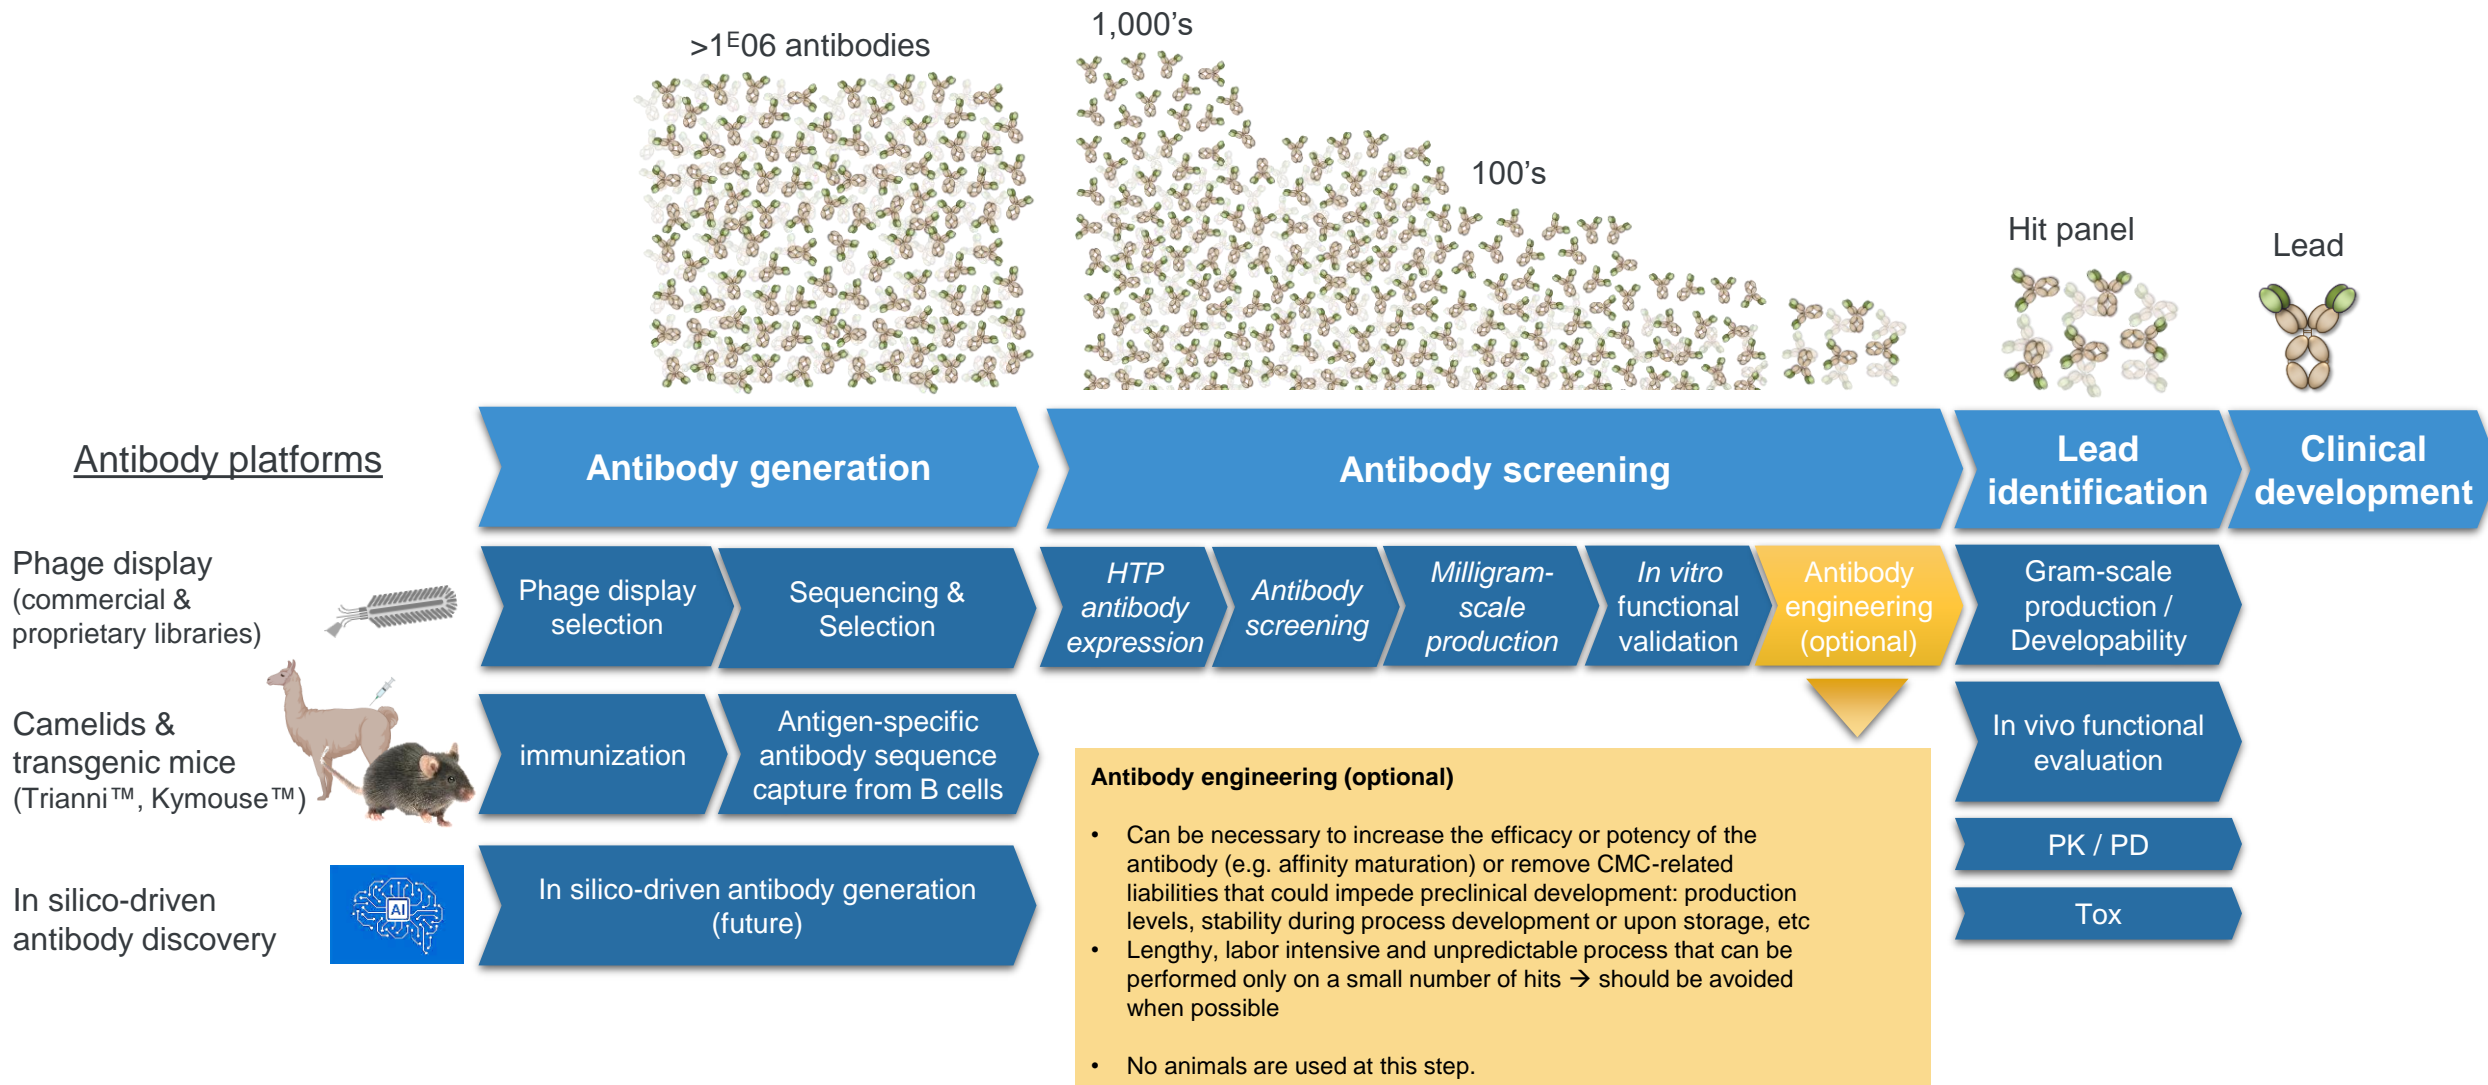 >1ᴱ06 antibodies
1,000’s
100’s
Hit panel
Lead
Antibody platforms
Antibody generation
Antibody screening
Lead
identification
Clinical
development
Phage display
(commercial &
proprietary libraries)
Phage display
selection
Sequencing &
Selection
HTP
antibody
expression
Antibody
screening
Milligram-
scale
production
In vitro
functional
validation
Antibody
engineering
(optional)
Gram-scale
production /
Developability
Camelids &
transgenic mice
(Trianni™, Kymouse™)
immunization
Antigen-specific
antibody sequence
capture from B cells
In vivo functional
evaluation
PK / PD
Tox
In silico-driven
antibody discovery
AI
In silico-driven antibody generation
(future)
Antibody engineering (optional)
• Can be necessary to increase the efficacy or potency of the
antibody (e.g. affinity maturation) or remove CMC-related
liabilities that could impede preclinical development: production
levels, stability during process development or upon storage, etc
• Lengthy, labor intensive and unpredictable process that can be
performed only on a small number of hits → should be avoided
when possible
• No animals are used at this step.